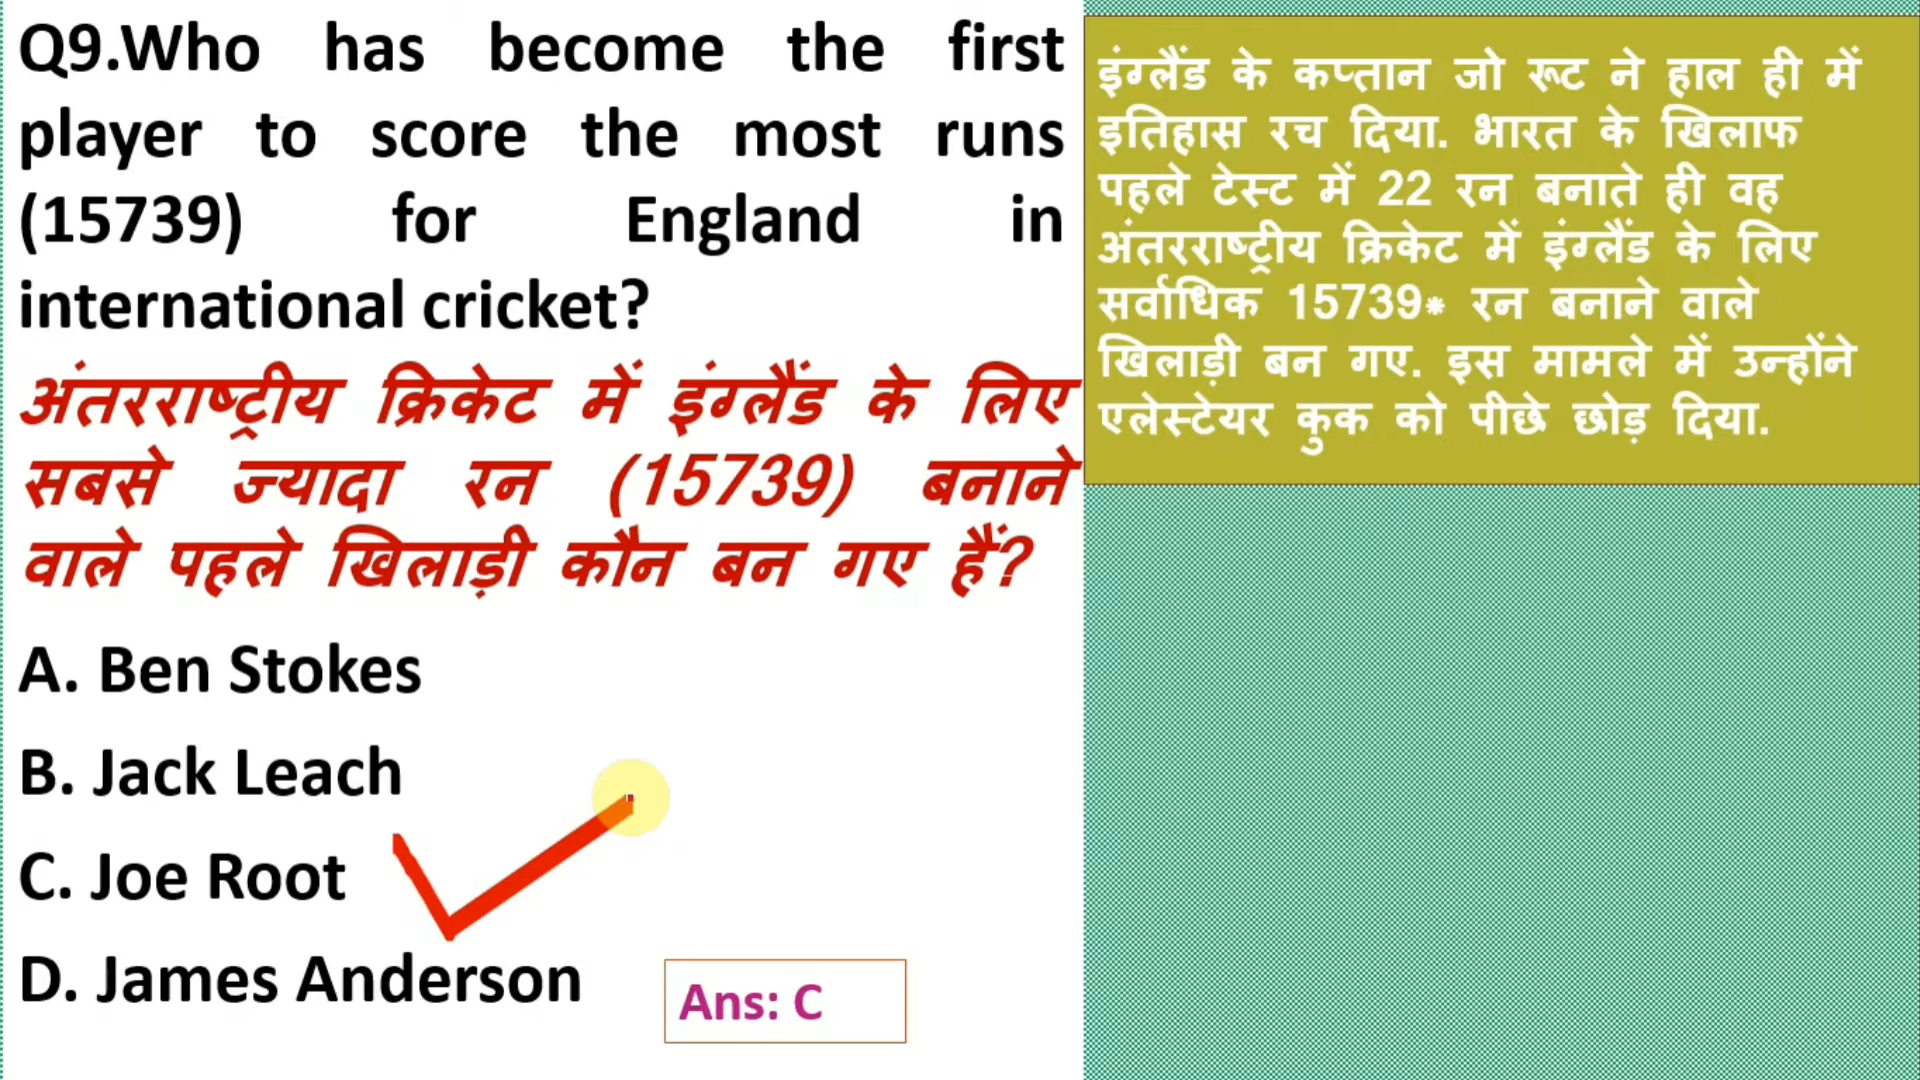 Q9.Who has become the first
player to score the most runs
(15739) for England in
international cricket?
अंतरराष्ट्रीय क्रिकेट में इंग्लैंड के लिए
सबसे ज्यादा रन (15739) बनाने
वाले पहले खिलाड़ी कौन बन गए हैं?
A. Ben Stokes
B. Jack Leach
C. Joe Root
D. James Anderson
Ans: C
इंग्लैंड के कप्तान जो रूट ने हाल ही में
इतिहास रच दिया. भारत के खिलाफ
पहले टेस्ट में 22 रन बनाते ही वह
अंतरराष्ट्रीय क्रिकेट में इंग्लैंड के लिए
सर्वाधिक 15739* रन बनाने वाले
खिलाड़ी बन गए. इस मामले में उन्होंने
एलेस्टेयर कुक को पीछे छोड़ दिया.